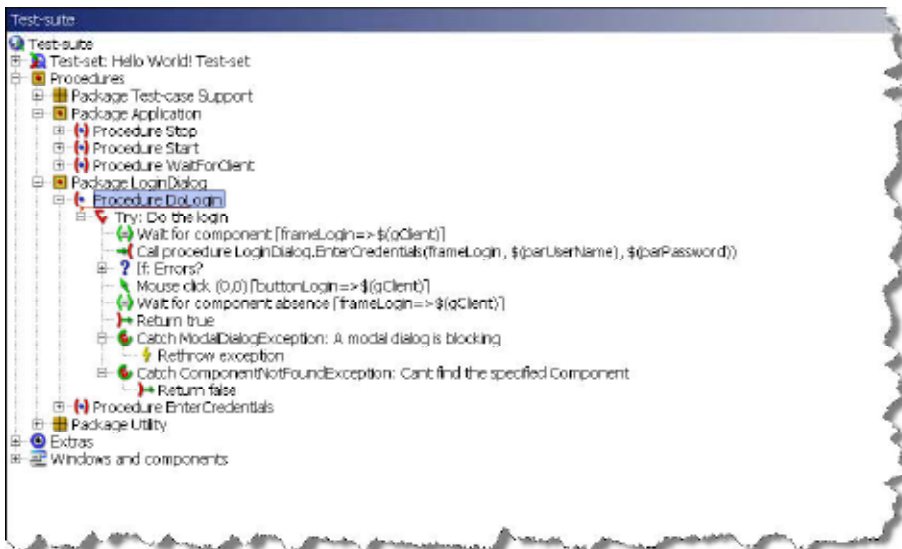 Test-suite
Test-suite
Test-set: Hello World! Test-set
Procedures
Package Test-case Support
Package Application
Procedure Stop
Procedure Start
Procedure WaitForClient
Package LoginDialog
Procedure DoLogin
Try: Do the login
Wait for component [frameLogin=>$(gClient)]
Call procedure LoginDialog.EnterCredentials(frameLogin, $(parUserName), $(parPassword))
If: Errors?
Mouse click (0,0) [buttonLogin=>$(gClient)]
Wait for component absence [frameLogin=>$(gClient)]
Return true
Catch ModalDialogException: A modal dialog is blocking
Rethrow exception
Catch ComponentNotFoundException: Cant find the specified Component
Return false
Procedure EnterCredentials
Package Utility
Extras
Windows and components